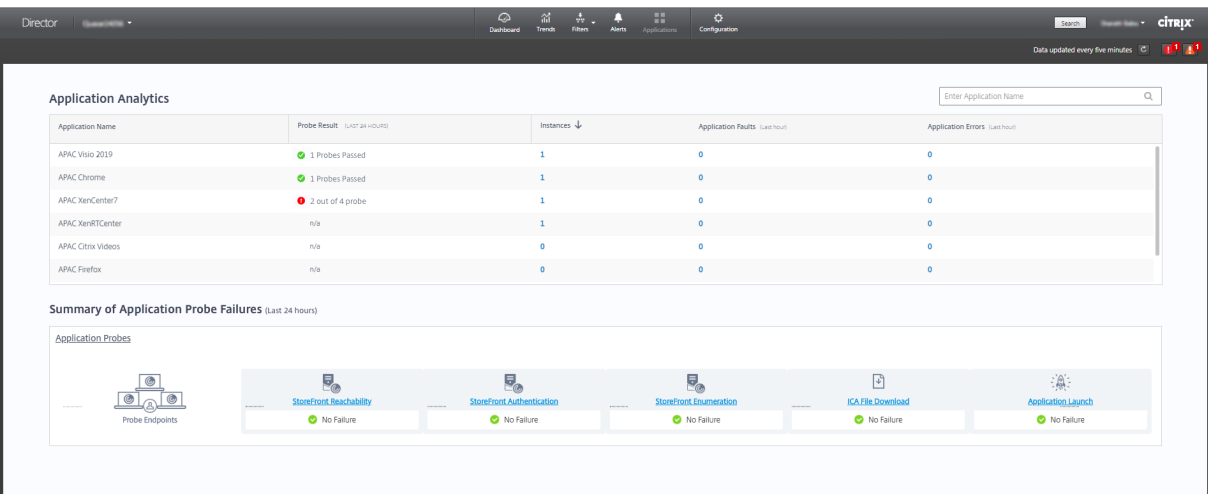 Director
Dashboard Trends Filters Alerts Applications Configuration
Search
CİTRIX
Data updated every five minutes
1 1
Application Analytics
Enter Application Name
Application Name Probe Result (LAST 24 HOURS) Instances Application Faults (Last hour) Application Errors (Last hour)
APAC Visio 2019 1 Probes Passed 1 0 0
APAC Chrome 1 Probes Passed 1 0 0
APAC XenCenter7 2 out of 4 probe 1 0 0
APAC XenRTCenter n/a 1 0 0
APAC Citrix Videos n/a 0 0 0
APAC Firefox n/a 0 0 0
Summary of Application Probe Failures (Last 24 hours)
Application Probes
StoreFront Reachability StoreFront Authentication StoreFront Enumeration ICA File Download Application Launch
Probe Endpoints No Failure No Failure No Failure No Failure No Failure